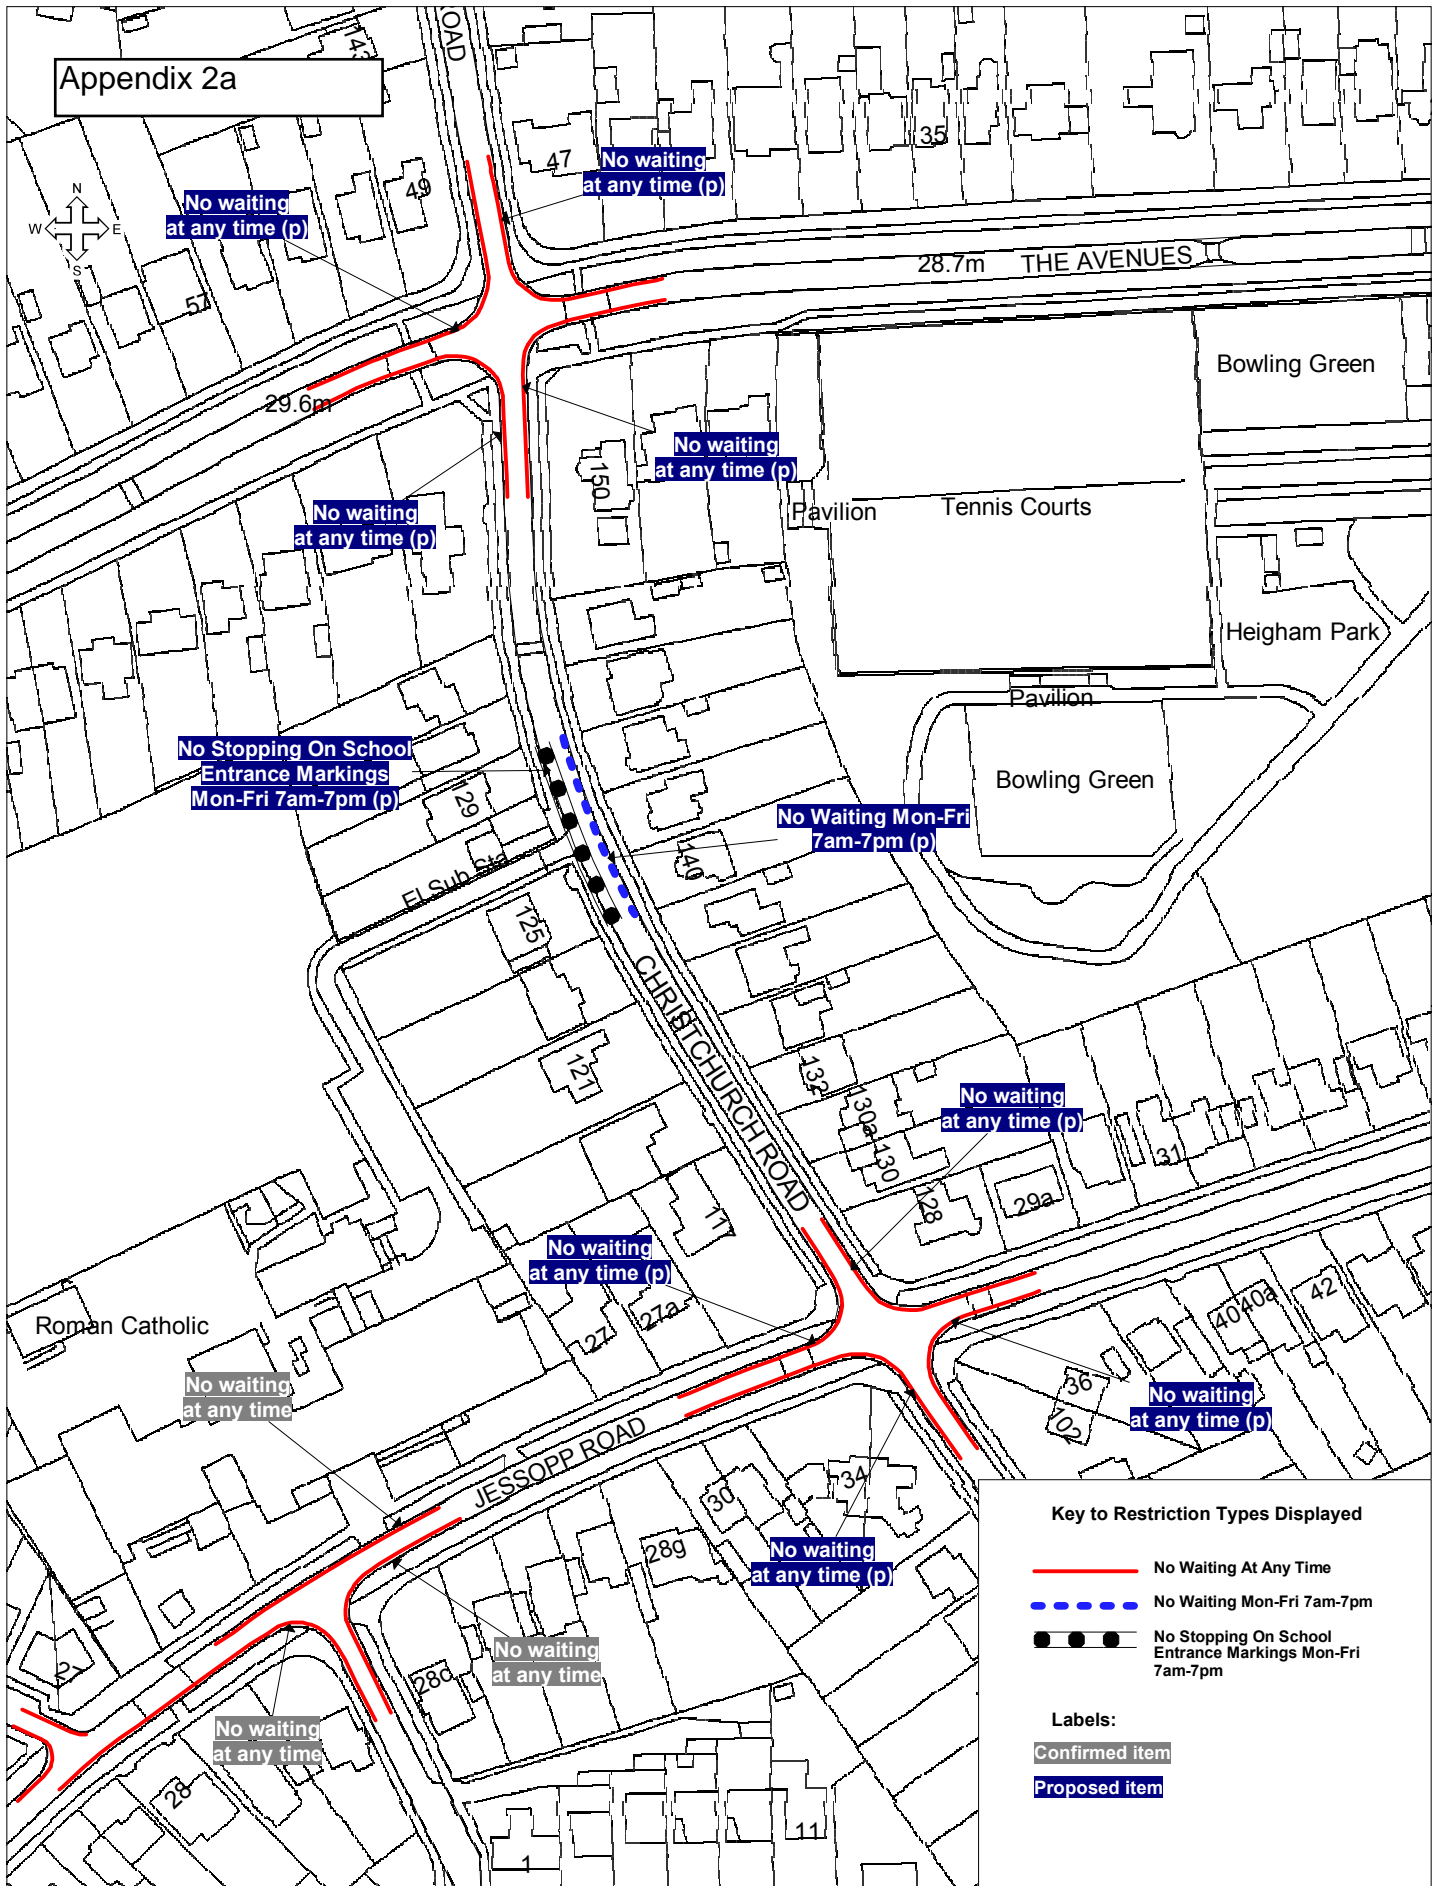 Appendix 2a
ROAD
143
47
No waiting
at any time (p)
35
49
No waiting
at any time (p)
N
W
E
S
57
28.7m
THE AVENUES
29.6m
Bowling Green
No waiting
at any time (p)
150
Pavilion
Tennis Courts
No waiting
at any time (p)
Heigham Park
Pavilion
No Stopping On School
Entrance Markings
Mon-Fri 7am-7pm (p)
129
Bowling Green
No Waiting Mon-Fri
7am-7pm (p)
140
El Sub Sta
125
CHRISTCHURCH ROAD
121
132
130a
130
No waiting
at any time (p)
31
128
29a
117
No waiting
at any time (p)
27
27a
Roman Catholic
40
40a
42
No waiting
at any time
36
102
No waiting
at any time (p)
JESSOPP ROAD
30
34
28g
No waiting
at any time (p)
No waiting
at any time
28c
No waiting
at any time
28
11
1
Key to Restriction Types Displayed
No Waiting At Any Time
No Waiting Mon-Fri 7am-7pm
No Stopping On School
Entrance Markings Mon-Fri
7am-7pm
Labels:
Confirmed item
Proposed item